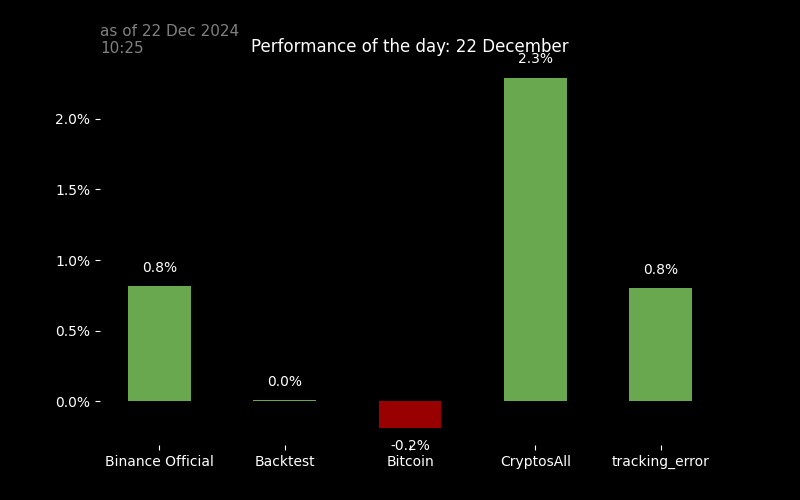 as of 22 Dec 2024
10:25
Performance of the day: 22 December
2.3%
2.0%
1.5%
1.0%
0.5%
0.0%
0.8%
0.0%
-0.2%
0.8%
Binance Official
Backtest
Bitcoin
CryptosAll
tracking_error